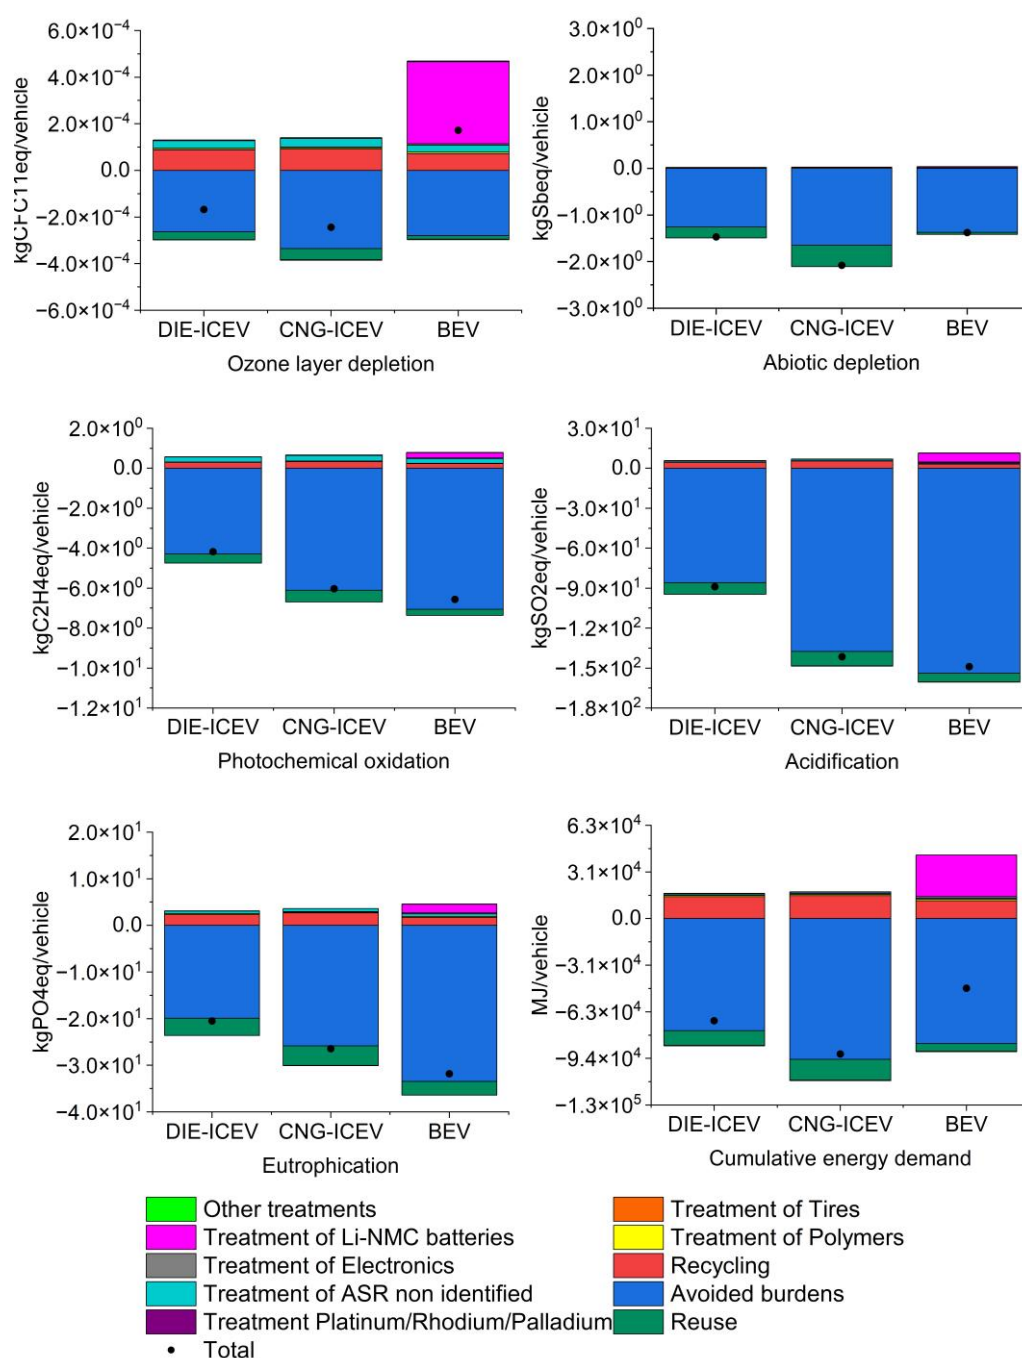 6.0×10⁻⁴
4.0×10⁻⁴
2.0×10⁻⁴
0.0
−2.0×10⁻⁴
−4.0×10⁻⁴
−6.0×10⁻⁴
kgCFC11eq/vehicle
DIE-ICEV CNG-ICEV BEV
Ozone layer depletion
3.0×10⁰
2.0×10⁰
1.0×10⁰
0.0
−1.0×10⁰
−2.0×10⁰
−3.0×10⁰
kgSbeq/vehicle
DIE-ICEV CNG-ICEV BEV
Abiotic depletion
2.0×10⁰
0.0
−2.0×10⁰
−4.0×10⁰
−6.0×10⁰
−8.0×10⁰
−1.0×10¹
−1.2×10¹
kgC2H4eq/vehicle
DIE-ICEV CNG-ICEV BEV
Photochemical oxidation
3.0×10¹
0.0
−3.0×10¹
−6.0×10¹
−9.0×10¹
−1.2×10²
−1.5×10²
−1.8×10²
kgSO2eq/vehicle
DIE-ICEV CNG-ICEV BEV
Acidification
2.0×10¹
1.0×10¹
0.0
−1.0×10¹
−2.0×10¹
−3.0×10¹
−4.0×10¹
kgPO4eq/vehicle
DIE-ICEV CNG-ICEV BEV
Eutrophication
6.3×10⁴
3.1×10⁴
0.0
−3.1×10⁴
−6.3×10⁴
−9.4×10⁴
−1.3×10⁵
MJ/vehicle
DIE-ICEV CNG-ICEV BEV
Cumulative energy demand
Other treatments
Treatment of Li-NMC batteries
Treatment of Electronics
Treatment of ASR non identified
Treatment Platinum/Rhodium/Palladium
Total
Treatment of Tires
Treatment of Polymers
Recycling
Avoided burdens
Reuse